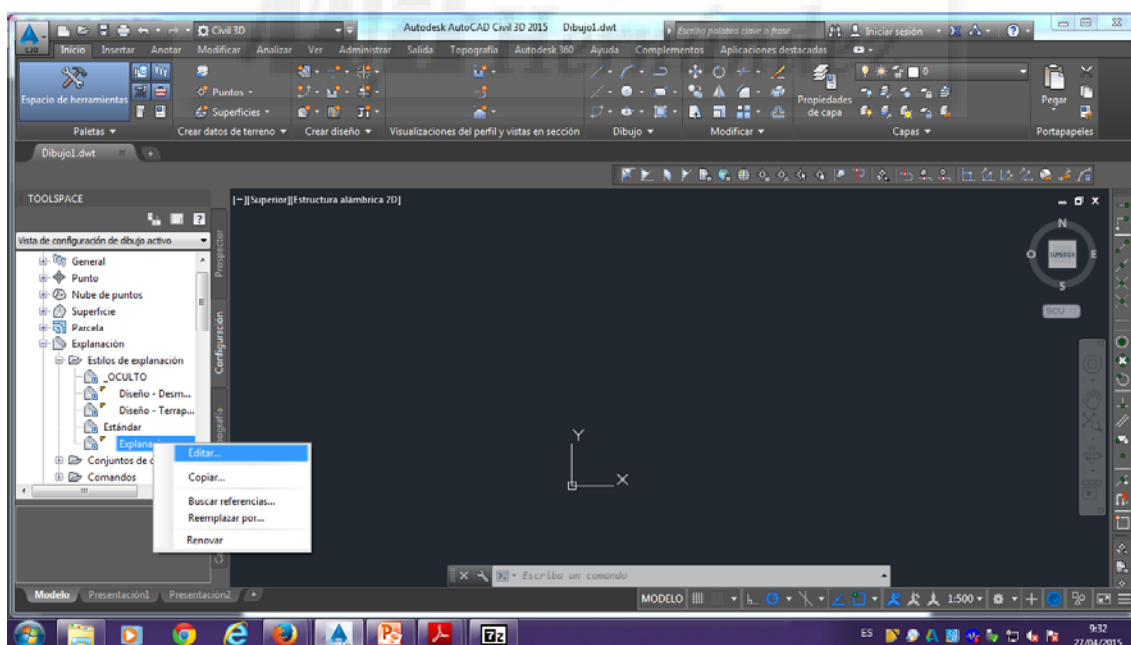 Autodesk AutoCAD Civil 3D 2015 Dibujo1.dwt
Civil 3D
Escriba palabra clave o frase
Iniciar sesión
C3D
Inicio Insertar Anotar Modificar Analizar Ver Administrar Salida Topografía Autodesk 360 Ayuda Complementos Aplicaciones destacadas
Espacio de herramientas
Puntos
Superficies
Propiedades de capa
0
Pegar
Paletas
Crear datos de terreno
Crear diseño
Visualizaciones del perfil y vistas en sección
Dibujo
Modificar
Capas
Portapapeles
Dibujo1.dwt
TOOLSPACE
Vista de configuración de dibujo activo
General
Punto
Nube de puntos
Superficie
Parcela
Explanación
Estilos de explanación
_OCULTO
Diseño - Desm...
Diseño - Terrap...
Estándar
Conjuntos de
Comandos
Prospector
Configuración
Editar...
Copiar...
Buscar referencias...
Reemplazar por...
Renovar
[−][Superior][Estructura alámbrica 2D]
N
O SUPERIOR E
S
SCU
Y
X
Escriba un comando
Modelo Presentación1 Presentación2
MODELO
1:500
ES
9:32
27/04/2015